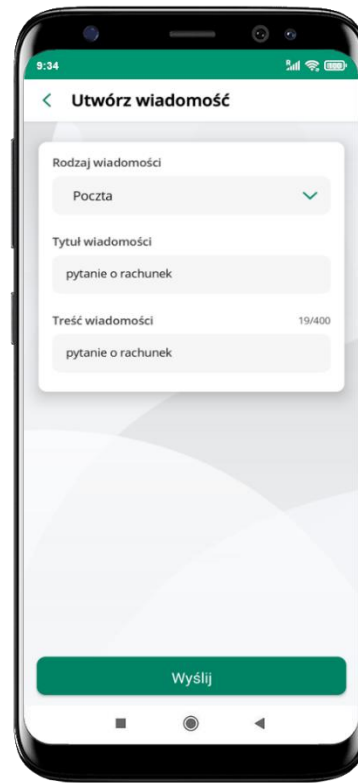 9:34
Utwórz wiadomość
Rodzaj wiadomości
Poczta
Tytuł wiadomości
pytanie o rachunek
Treść wiadomości 19/400
pytanie o rachunek
Wyślij